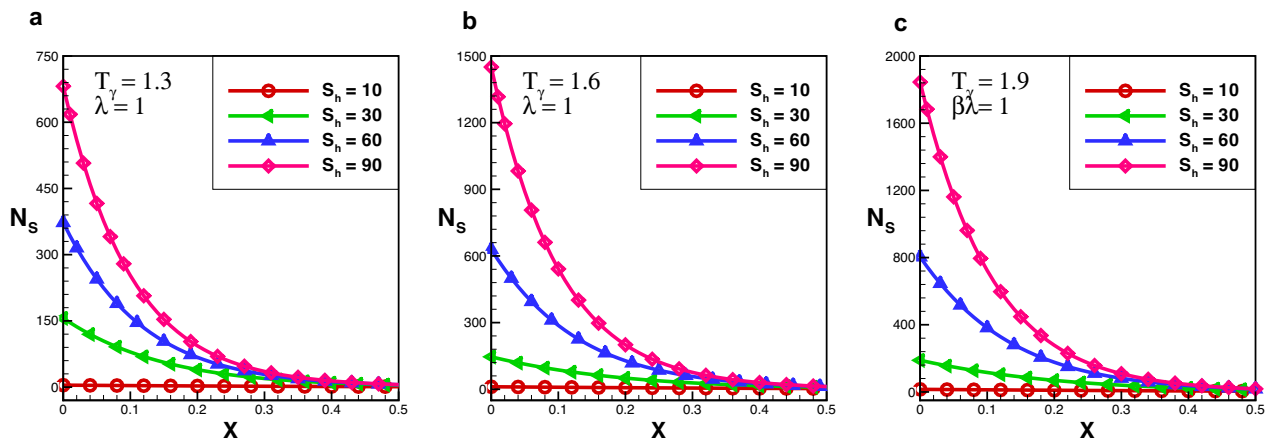 a
750
600
450
300
150
0
N_S
T_γ = 1.3
λ = 1
S_h = 10
S_h = 30
S_h = 60
S_h = 90
0 0.1 0.2 0.3 0.4 0.5
X
b
1500
1200
900
600
300
0
N_S
T_γ = 1.6
λ = 1
S_h = 10
S_h = 30
S_h = 60
S_h = 90
0 0.1 0.2 0.3 0.4 0.5
X
c
2000
1600
1200
800
400
0
N_S
T_γ = 1.9
βλ= 1
S_h = 10
S_h = 30
S_h = 60
S_h = 90
0 0.1 0.2 0.3 0.4 0.5
X